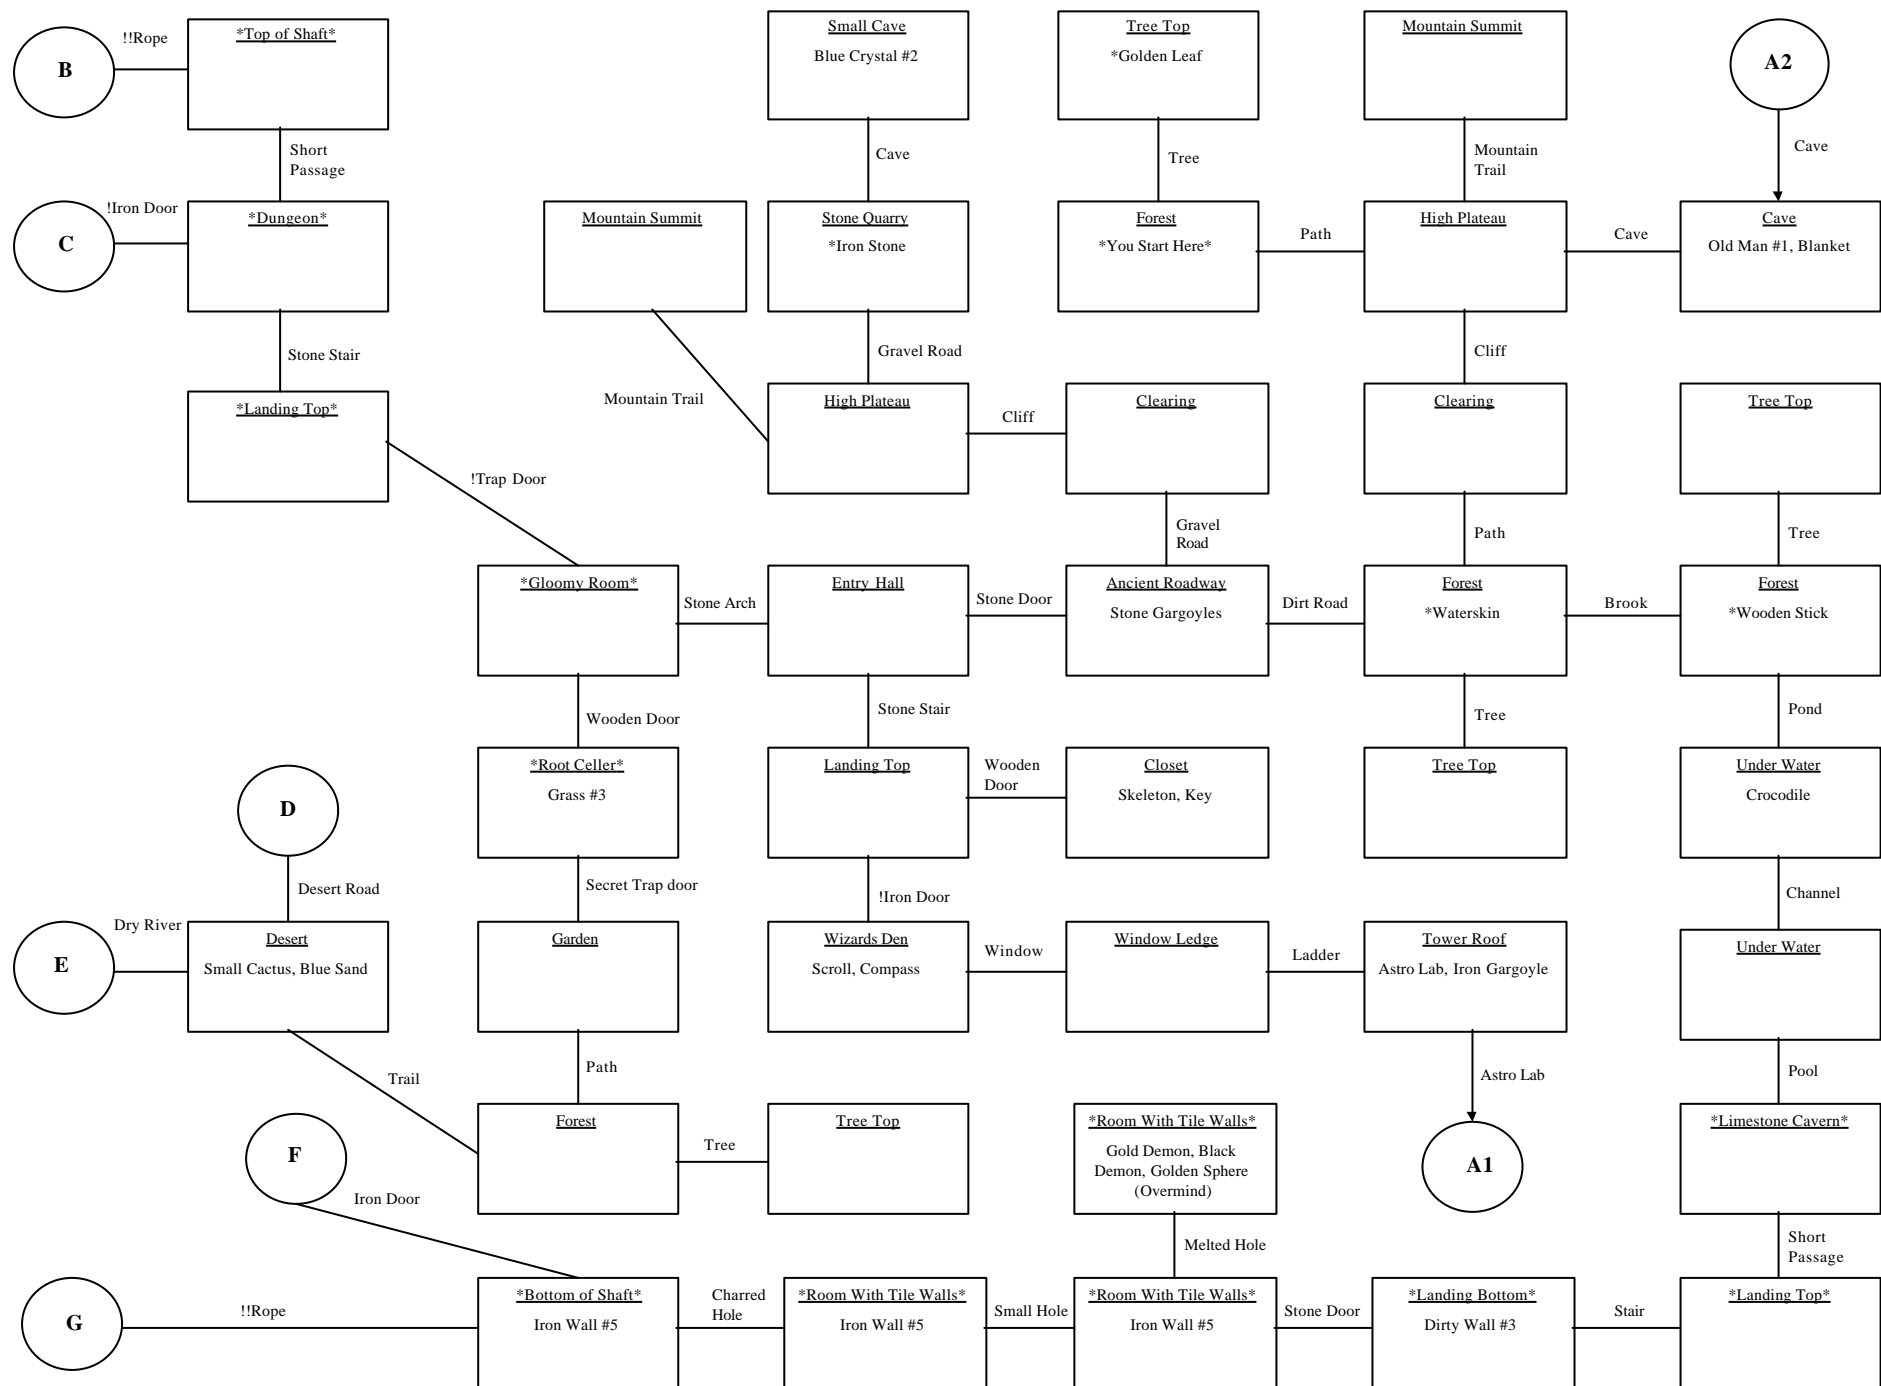 B
!!Rope
*Top of Shaft*
Small Cave
Blue Crystal #2
Tree Top
*Golden Leaf
Mountain Summit
A2
Short
Passage
Cave
Tree
Mountain
Trail
Cave
C
!Iron Door
*Dungeon*
Mountain Summit
Stone Quarry
*Iron Stone
Forest
*You Start Here*
Path
High Plateau
Cave
Cave
Old Man #1, Blanket
Stone Stair
Gravel Road
Cliff
*Landing Top*
Mountain Trail
High Plateau
Cliff
Clearing
Clearing
Tree Top
!Trap Door
Gravel
Road
Path
Tree
*Gloomy Room*
Stone Arch
Entry Hall
Stone Door
Ancient Roadway
Stone Gargoyles
Dirt Road
Forest
*Waterskin
Brook
Forest
*Wooden Stick
Wooden Door
Stone Stair
Tree
Pond
D
*Root Celler*
Grass #3
Landing Top
Wooden
Door
Closet
Skeleton, Key
Tree Top
Under Water
Crocodile
Desert Road
Secret Trap door
!Iron Door
Channel
E
Dry River
Desert
Small Cactus, Blue Sand
Garden
Wizards Den
Scroll, Compass
Window
Window Ledge
Ladder
Tower Roof
Astro Lab, Iron Gargoyle
Under Water
Trail
Path
Astro Lab
Pool
F
Iron Door
Forest
Tree
Tree Top
*Room With Tile Walls*
Gold Demon, Black
Demon, Golden Sphere
(Overmind)
A1
*Limestone Cavern*
Melted Hole
Short
Passage
G
!!Rope
*Bottom of Shaft*
Iron Wall #5
Charred
Hole
*Room With Tile Walls*
Iron Wall #5
Small Hole
*Room With Tile Walls*
Iron Wall #5
Stone Door
*Landing Bottom*
Dirty Wall #3
Stair
*Landing Top*